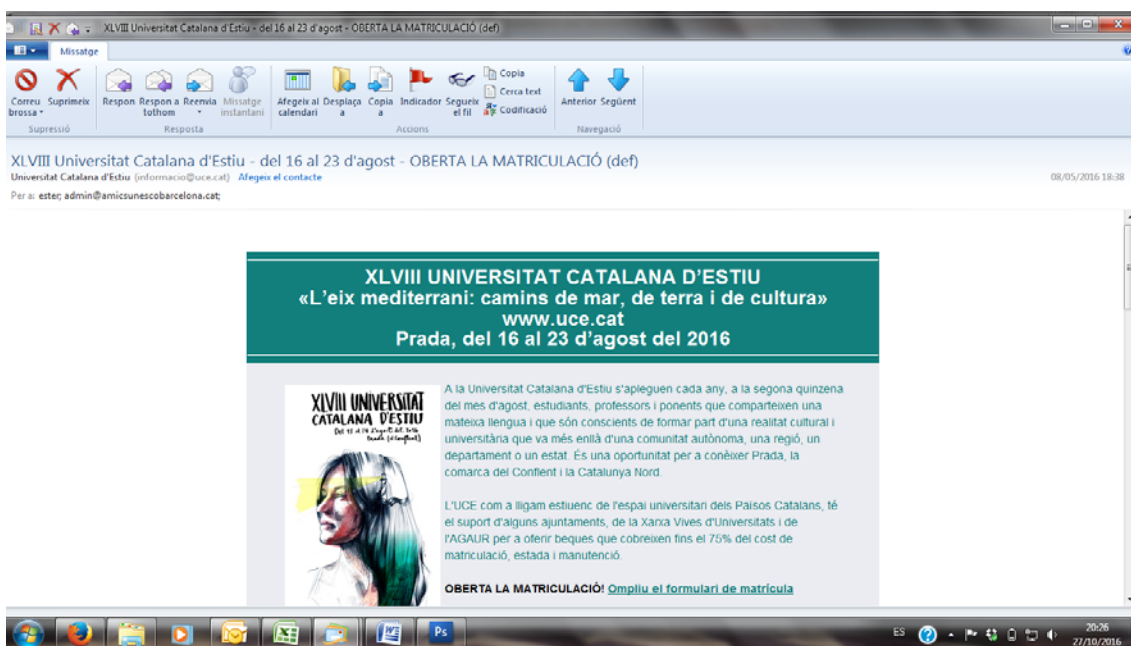 XLVIII Universitat Catalana d'Estiu - del 16 al 23 d'agost - OBERTA LA MATRICULACIÓ (def)
Missatge
Correu brossa
Suprimeix
Respon
Respon a tothom
Reenvia
Missatge instantani
Afegeix al calendari
Desplaça a
Copia a
Indicador
Segueix el fil
Copia
Cerca text
Codificació
Anterior
Següent
Supressió
Resposta
Accions
Navegació
XLVIII Universitat Catalana d'Estiu - del 16 al 23 d'agost - OBERTA LA MATRICULACIÓ (def)
Universitat Catalana d'Estiu (informacio@uce.cat) Afegeix el contacte
08/05/2016 18:38
Per a: ester; admin@amicsunescobarcelona.cat;
XLVIII UNIVERSITAT CATALANA D'ESTIU
«L'eix mediterrani: camins de mar, de terra i de cultura»
www.uce.cat
Prada, del 16 al 23 d'agost del 2016
XLVIII UNIVERSITAT
CATALANA D'ESTIU
Del 16 al 23 d'agost del 2016
Prada (Conflent)
A la Universitat Catalana d'Estiu s'apleguen cada any, a la segona quinzena
del mes d'agost, estudiants, professors i ponents que comparteixen una
mateixa llengua i que són conscients de formar part d'una realitat cultural i
universitària que va més enllà d'una comunitat autònoma, una regió, un
departament o un estat. És una oportunitat per a conèixer Prada, la
comarca del Conflent i la Catalunya Nord.
L'UCE com a lligam estiuenc de l'espai universitari dels Països Catalans, té
el suport d'alguns ajuntaments, de la Xarxa Vives d'Universitats i de
l'AGAUR per a oferir beques que cobreixen fins el 75% del cost de
matriculació, estada i manutenció
OBERTA LA MATRICULACIÓ! Ompliu el formulari de matrícula
Ps
ES
20:26
27/10/2016